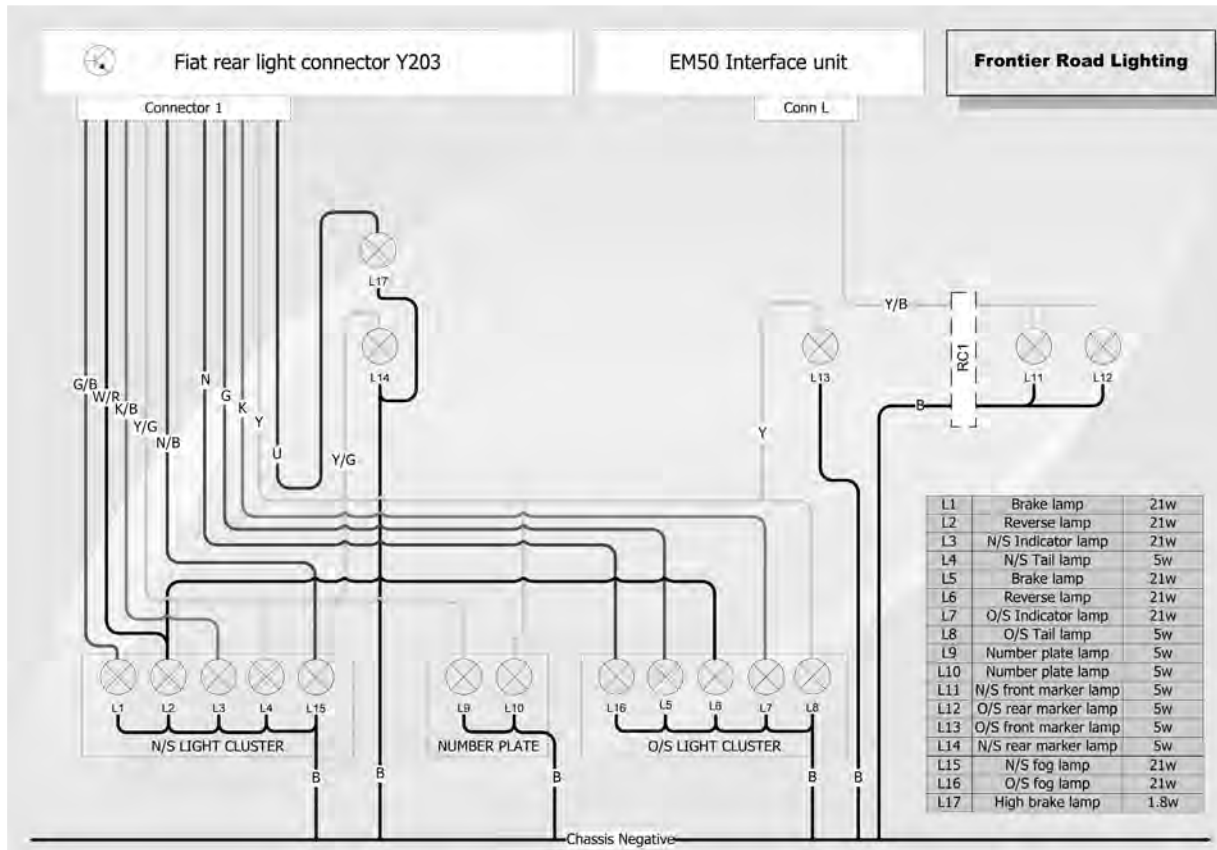 Fiat rear light connector Y203
EM50 Interface unit
Frontier Road Lighting
Connector 1
Conn L
L17
Y/B
RC1
L14
L13
L11
L12
G/B
W/R
K/B
Y/G
N/B
N
G
K
Y
U
Y/G
Y
B
L1 Brake lamp 21w
L2 Reverse lamp 21w
L3 N/S Indicator lamp 21w
L4 N/S Tail lamp 5w
L5 Brake lamp 21w
L6 Reverse lamp 21w
L7 O/S Indicator lamp 21w
L8 O/S Tail lamp 5w
L9 Number plate lamp 5w
L10 Number plate lamp 5w
L11 N/S front marker lamp 5w
L12 O/S rear marker lamp 5w
L13 O/S front marker lamp 5w
L14 N/S rear marker lamp 5w
L15 N/S fog lamp 21w
L16 O/S fog lamp 21w
L17 High brake lamp 1.8w
L1 L2 L3 L4 L15
L9 L10
L16 L5 L6 L7 L8
N/S LIGHT CLUSTER
NUMBER PLATE
O/S LIGHT CLUSTER
B B B B B
Chassis Negative